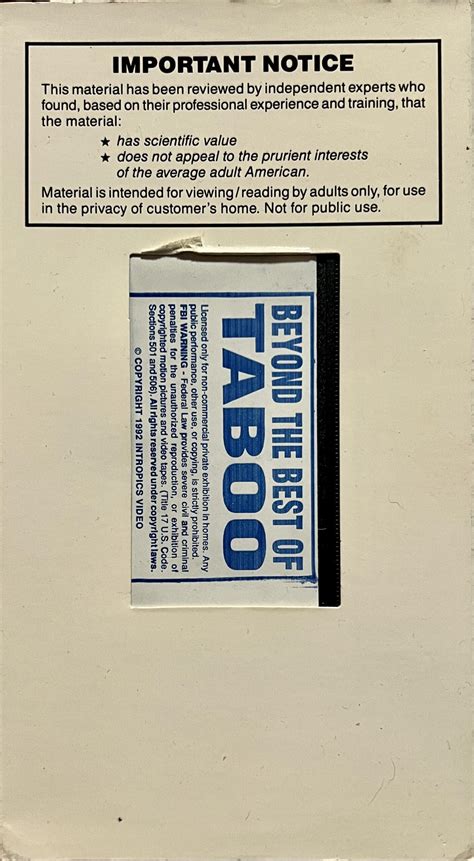 IMPORTANT NOTICE
This material has been reviewed by independent experts who
found, based on their professional experience and training, that
the material:
★ has scientific value
★ does not appeal to the prurient interests
of the average adult American.
Material is intended for viewing/reading by adults only, for use
in the privacy of customer's home. Not for public use.
BEYOND THE BEST OF
TABOO
Licensed only for non-commercial private exhibition in homes. Any
public performance, other use, or copying, is strictly prohibited.
FBI WARNING - Federal Law provides severe civil and criminal
penalties for the unauthorized reproduction, or exhibition of
copyrighted motion pictures and video tapes. (Title 17 U.S. Code.
Sections 501 and 506). All rights reserved under copyright laws.
© COPYRIGHT 1992 INTROPICS VIDEO